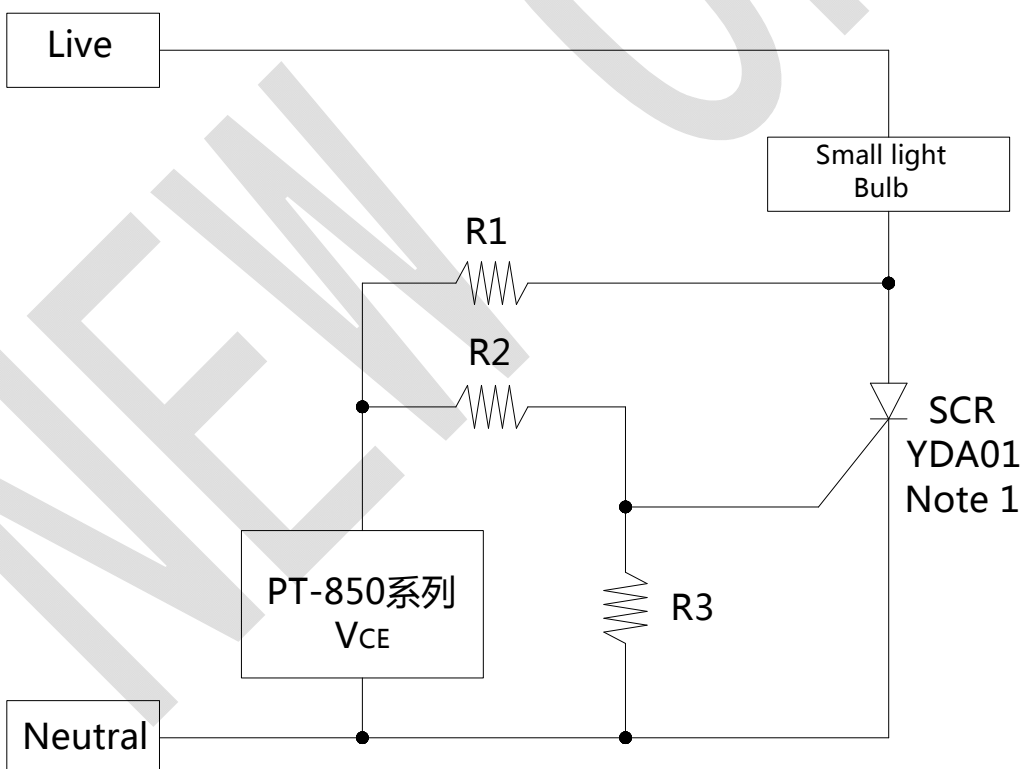 Live
Small light
Bulb
R1
R2
SCR
YDA01
Note 1
PT-850系列
VCE
R3
Neutral
NEW